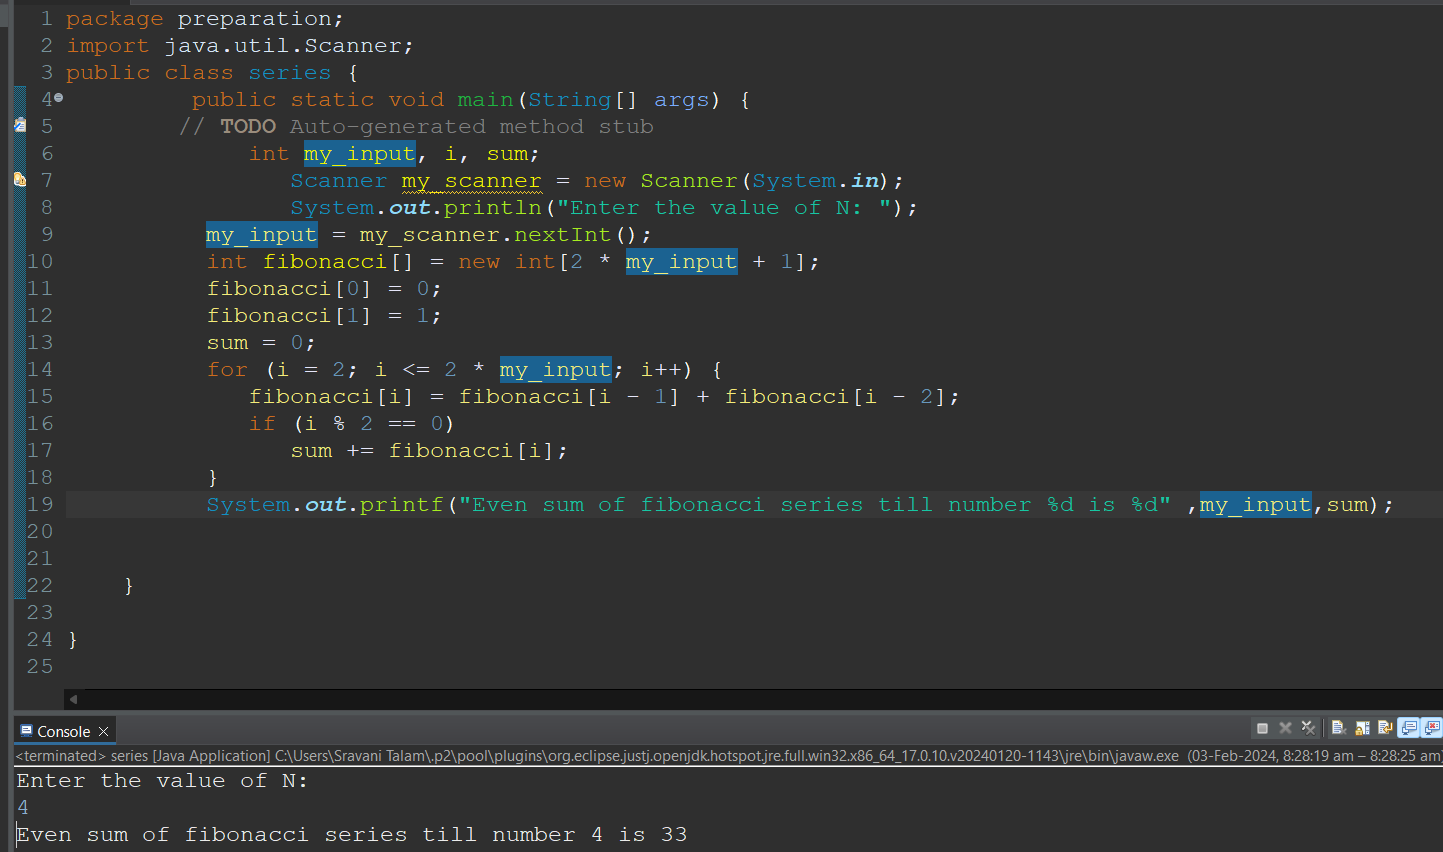 1 package preparation;
2 import java.util.Scanner;
3 public class series {
4 public static void main(String[] args) {
5 // TODO Auto-generated method stub
6 int my_input, i, sum;
7 Scanner my_scanner = new Scanner(System.in);
8 System.out.println("Enter the value of N: ");
9 my_input = my_scanner.nextInt();
10 int fibonacci[] = new int[2 * my_input + 1];
11 fibonacci[0] = 0;
12 fibonacci[1] = 1;
13 sum = 0;
14 for (i = 2; i <= 2 * my_input; i++) {
15 fibonacci[i] = fibonacci[i - 1] + fibonacci[i - 2];
16 if (i % 2 == 0)
17 sum += fibonacci[i];
18 }
19 System.out.printf("Even sum of fibonacci series till number %d is %d" ,my_input,sum);
20
21
22 }
23
24 }
25
Console
<terminated> series [Java Application] C:\Users\Sravani Talam\.p2\pool\plugins\org.eclipse.justj.openjdk.hotspot.jre.full.win32.x86_64_17.0.10.v20240120-1143\jre\bin\javaw.exe (03-Feb-2024, 8:28:19 am – 8:28:25 am)
Enter the value of N:
4
Even sum of fibonacci series till number 4 is 33